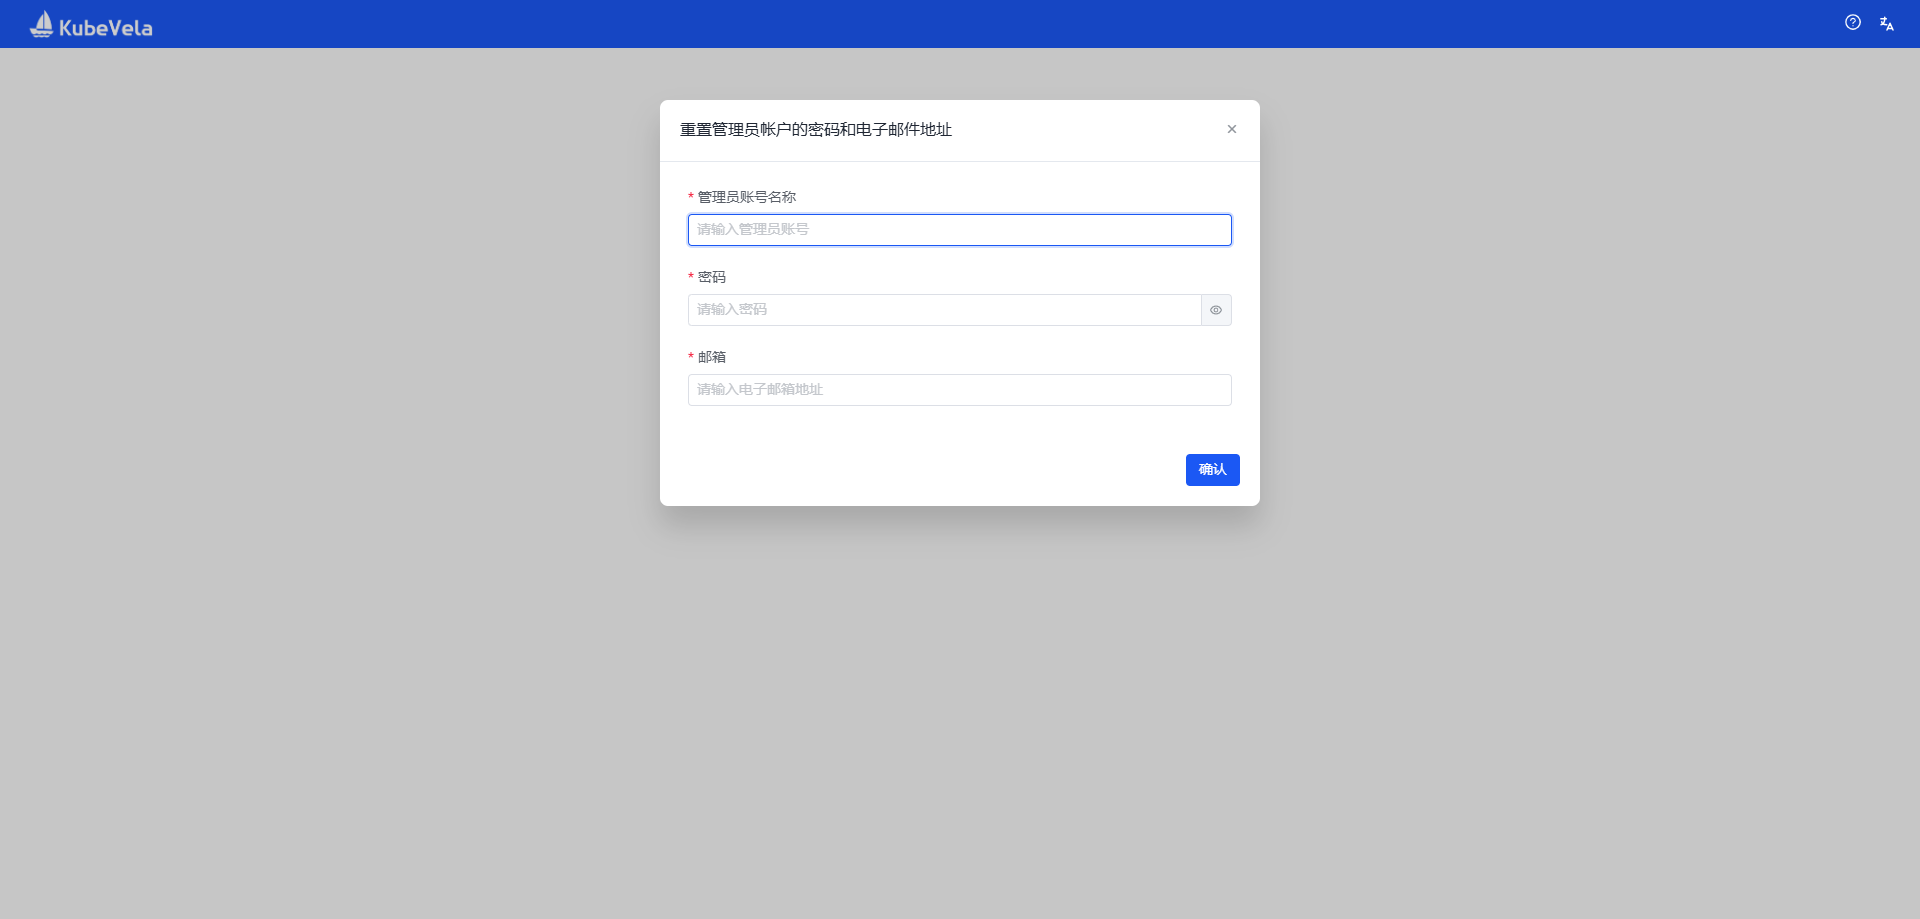 KubeVela
重置管理员帐户的密码和电子邮件地址
* 管理员账号名称
请输入管理员账号
* 密码
请输入密码
* 邮箱
请输入电子邮箱地址
确认